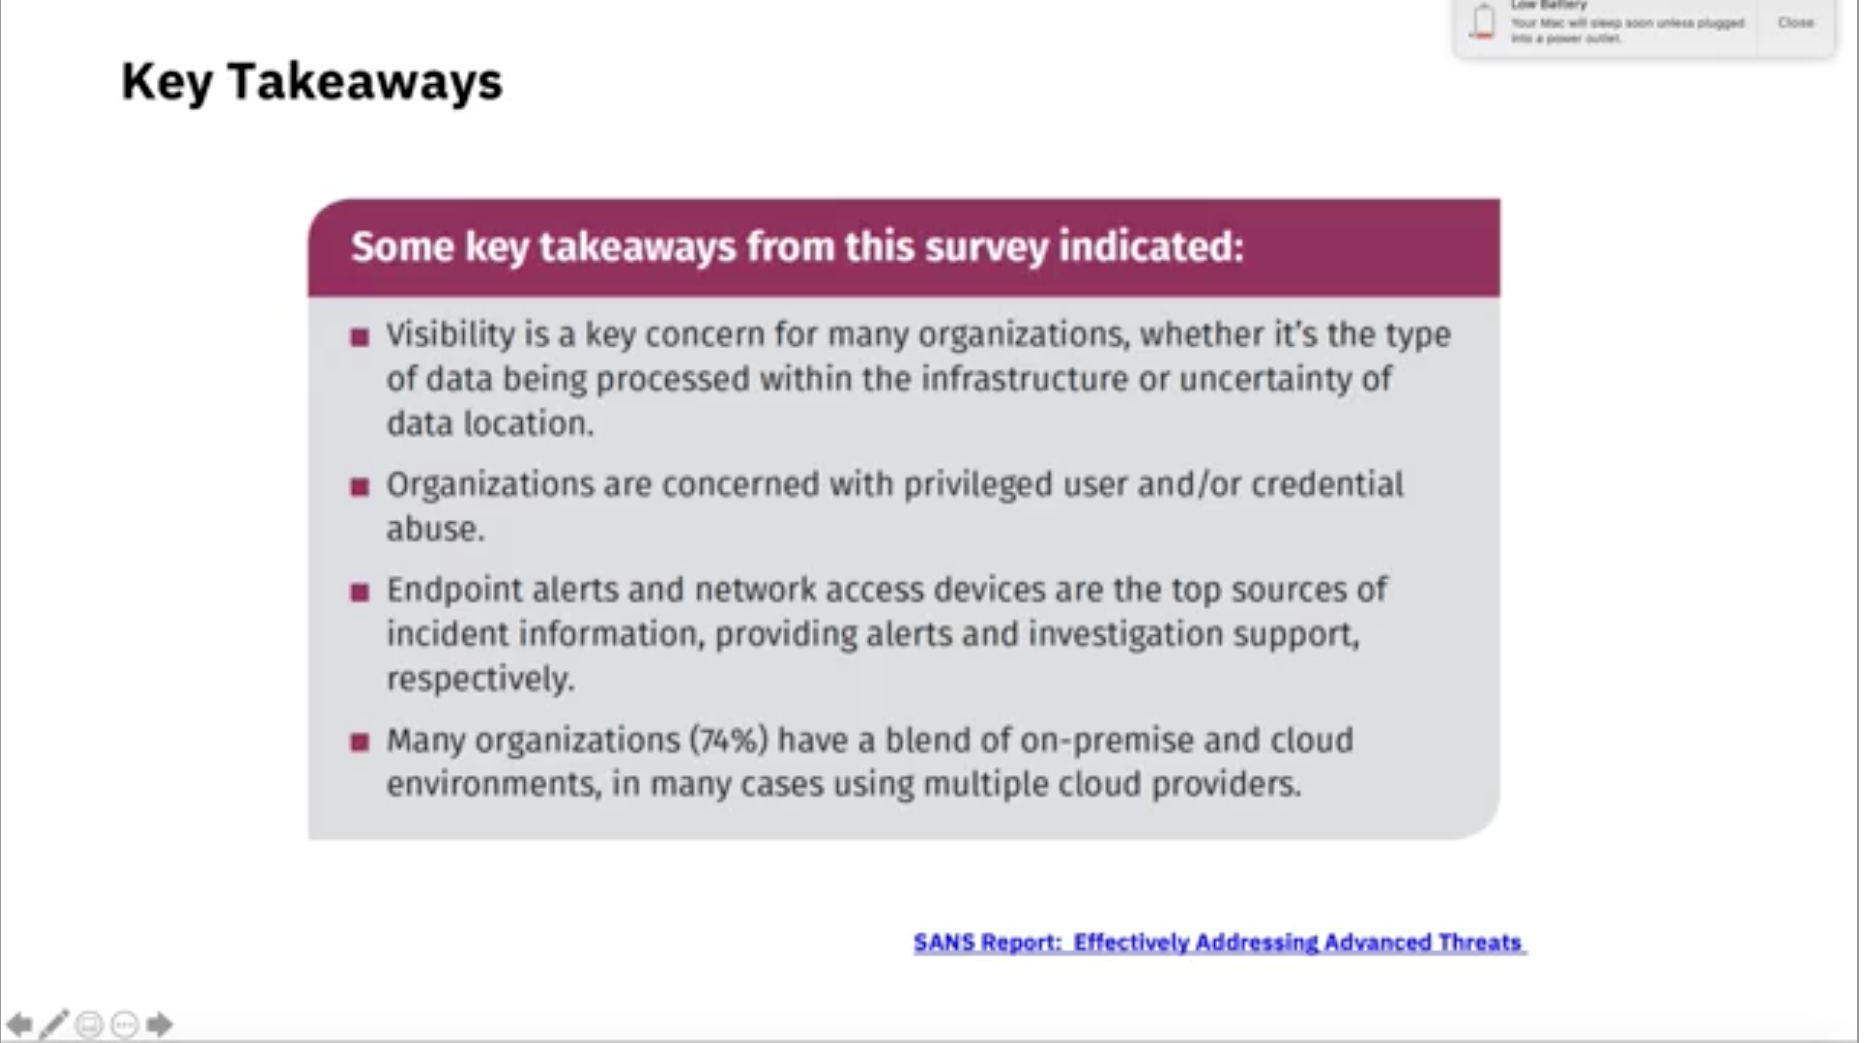 Low Battery
Your Mac will sleep soon unless plugged
into a power outlet.
Close
Key Takeaways
Some key takeaways from this survey indicated:
■ Visibility is a key concern for many organizations, whether it’s the type
of data being processed within the infrastructure or uncertainty of
data location.
■ Organizations are concerned with privileged user and/or credential
abuse.
■ Endpoint alerts and network access devices are the top sources of
incident information, providing alerts and investigation support,
respectively.
■ Many organizations (74%) have a blend of on-premise and cloud
environments, in many cases using multiple cloud providers.
SANS Report:  Effectively Addressing Advanced Threats